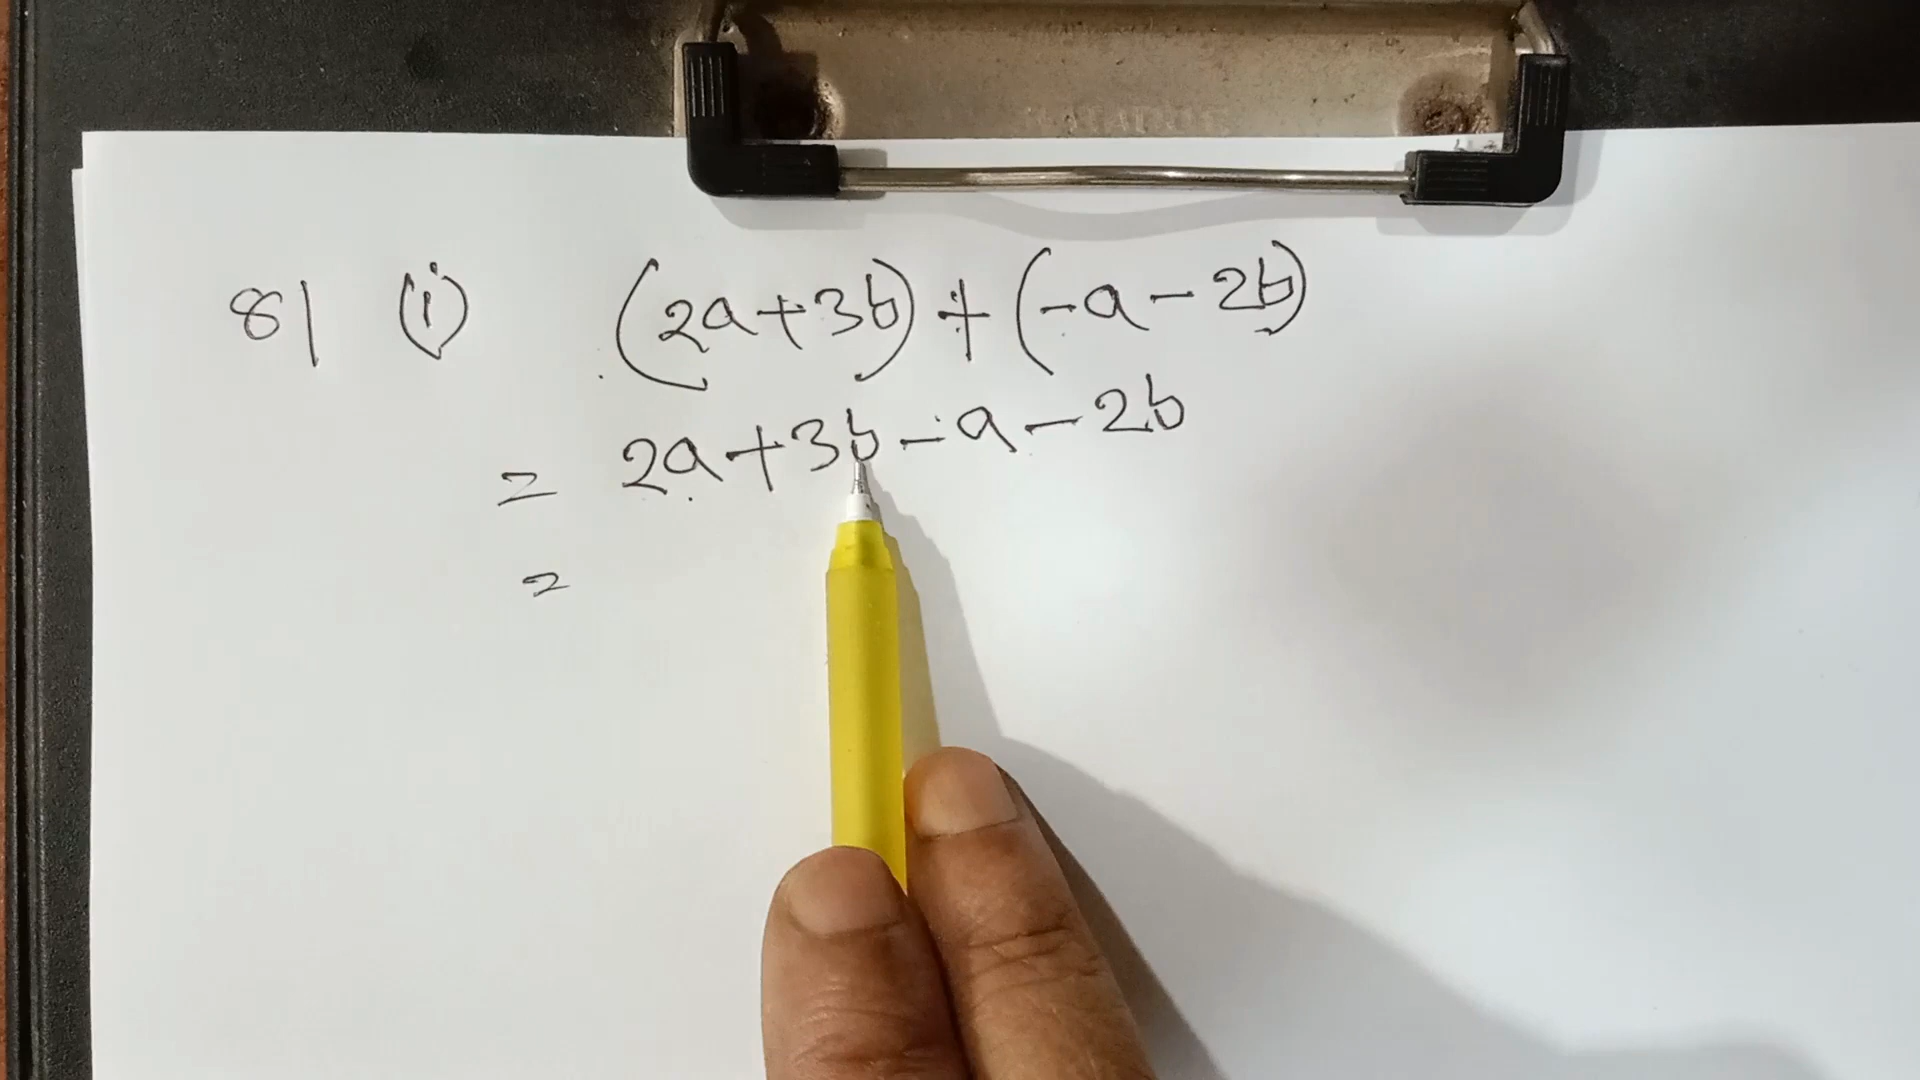 8| (i) (2a+3b)+(-a-2b)
= 2a+3b-a-2b
=